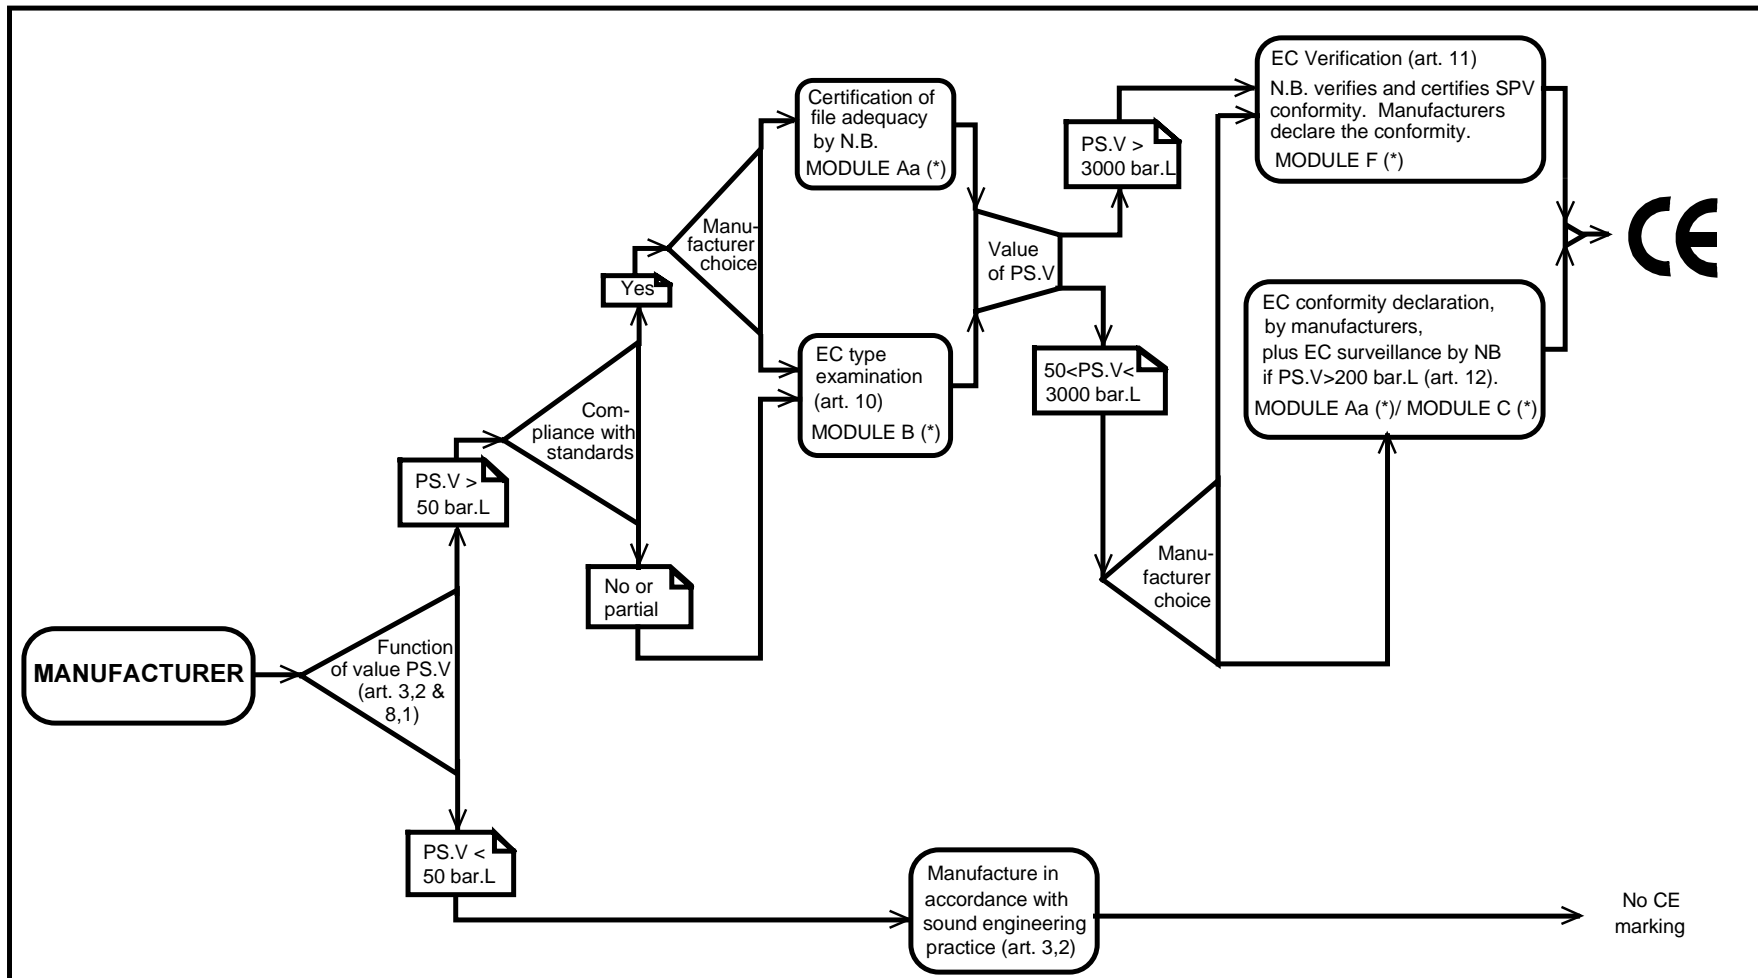 EC Verification (art. 11)
N.B. verifies and certifies SPV
conformity. Manufacturers
declare the conformity.
MODULE F (*)
Certification of
file adequacy
by N.B.
MODULE Aa (*)
PS.V >
3000 bar.L
Manu-
facturer
choice
Value
of PS.V
CE
Yes
EC conformity declaration,
by manufacturers,
plus EC surveillance by NB
if PS.V>200 bar.L (art. 12).
MODULE Aa (*)/ MODULE C (*)
EC type
examination
(art. 10)
MODULE B (*)
50<PS.V<
3000 bar.L
Com-
pliance with
standards
PS.V >
50 bar.L
Manu-
facturer
choice
No or
partial
MANUFACTURER
Function
of value PS.V
(art. 3,2 &
8,1)
PS.V <
50 bar.L
Manufacture in
accordance with
sound engineering
practice (art. 3,2)
No CE
marking